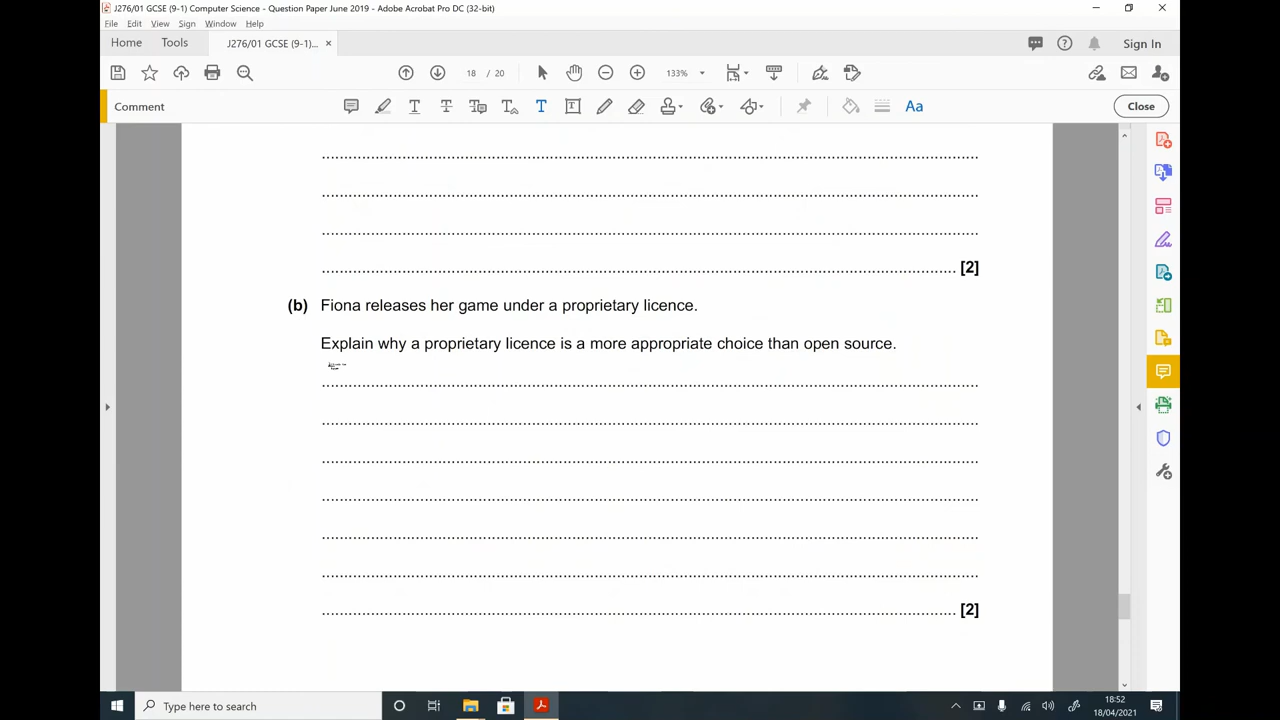 J276/01 GCSE (9-1) Computer Science - Question Paper June 2019 - Adobe Acrobat Pro DC (32-bit)
File Edit View Sign Window Help
Home Tools J276/01 GCSE (9-1)... × Sign In
18 / 20 133%
Comment T T T T Aa Close
[2]
(b) Fiona releases her game under a proprietary licence.
Explain why a proprietary licence is a more appropriate choice than open source.
[2]
Type here to search
18:52
18/04/2021